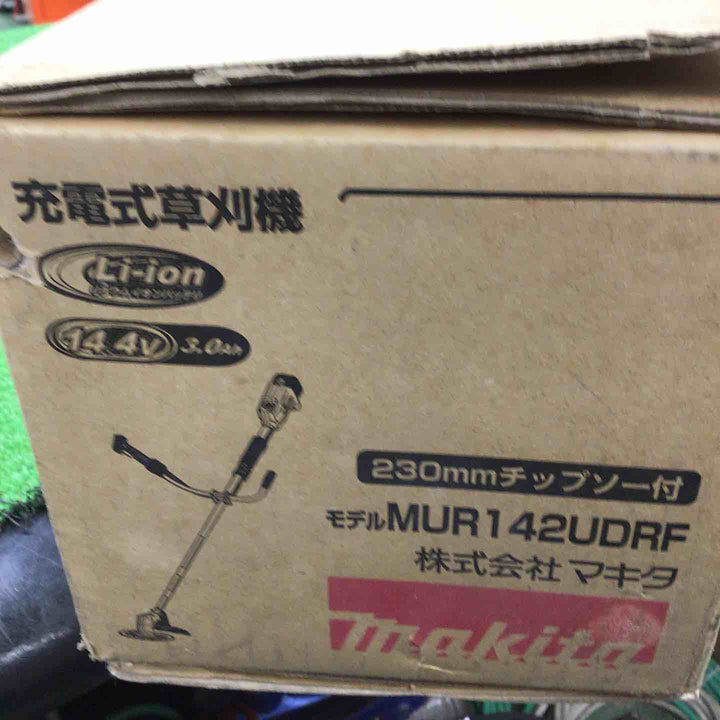 充電式草刈機
Li-ion
14.4V 3.0Ah
230mmチップソー付
モデルMUR142UDRF
株式会社マキタ
makita